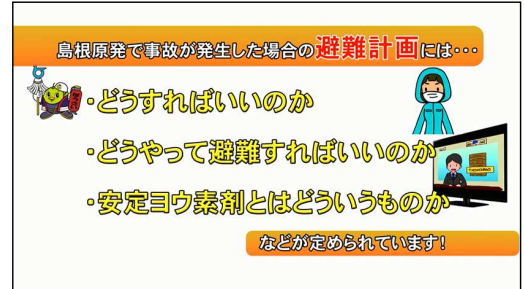 島根原発で事故が発生した場合の避難計画には…
・どうすればいいのか
・どうやって避難すればいいのか
・安定ヨウ素剤とはどういうものか
などが定められています!